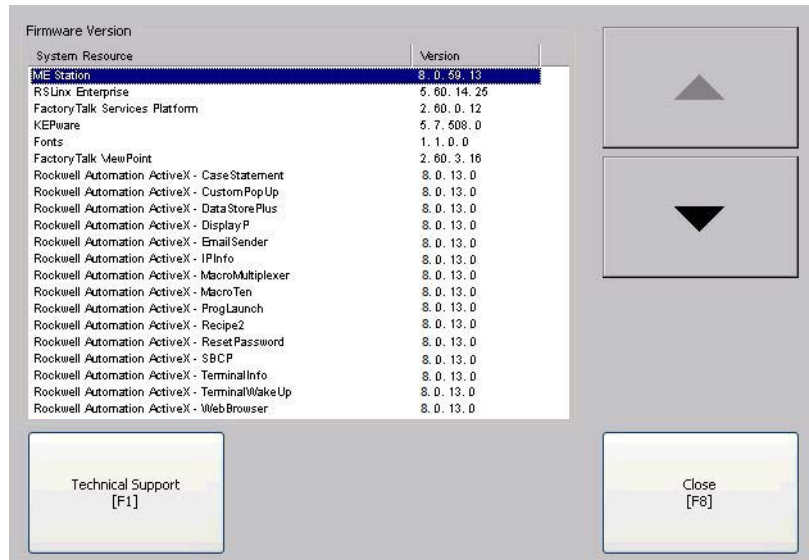 Firmware Version
System Resource Version
ME Station 8.0.59.13
RSLinx Enterprise 5.60.14.25
FactoryTalk Services Platform 2.60.0.12
KEPware 5.7.508.0
Fonts 1.1.0.0
FactoryTalk ViewPoint 2.60.3.16
Rockwell Automation ActiveX - CaseStatement 8.0.13.0
Rockwell Automation ActiveX - CustomPopUp 8.0.13.0
Rockwell Automation ActiveX - DataStorePlus 8.0.13.0
Rockwell Automation ActiveX - DisplayP 8.0.13.0
Rockwell Automation ActiveX - EmailSender 8.0.13.0
Rockwell Automation ActiveX - IPInfo 8.0.13.0
Rockwell Automation ActiveX - MacroMultiplexer 8.0.13.0
Rockwell Automation ActiveX - MacroTen 8.0.13.0
Rockwell Automation ActiveX - ProgLaunch 8.0.13.0
Rockwell Automation ActiveX - Recipe2 8.0.13.0
Rockwell Automation ActiveX - ResetPassword 8.0.13.0
Rockwell Automation ActiveX - SBCP 8.0.13.0
Rockwell Automation ActiveX - TerminalInfo 8.0.13.0
Rockwell Automation ActiveX - TerminalWakeUp 8.0.13.0
Rockwell Automation ActiveX - WebBrowser 8.0.13.0
Technical Support
[F1]
Close
[F8]